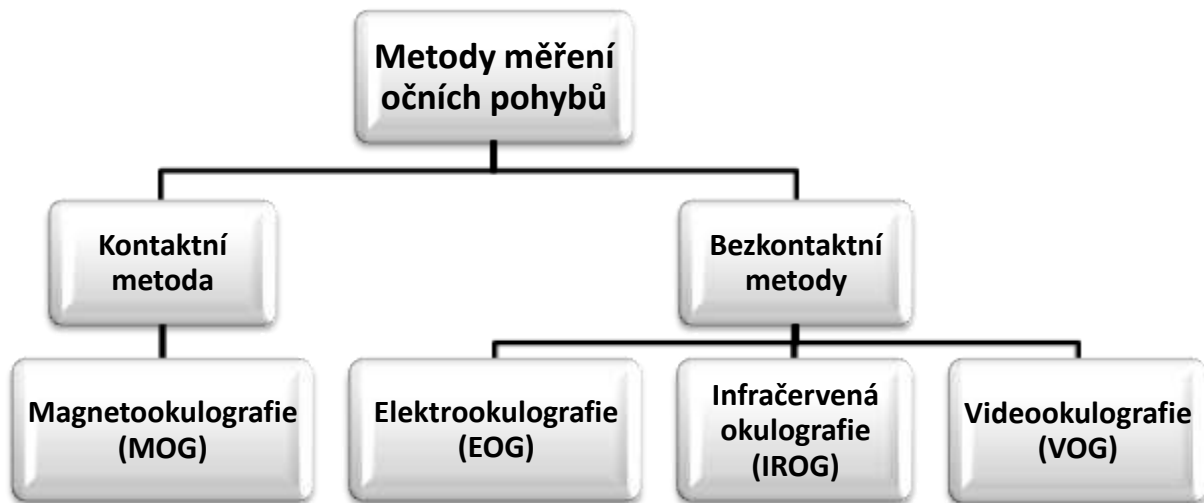 Metody měření
očních pohybů
Kontaktní
metoda
Bezkontaktní
metody
Magnetookulografie
(MOG)
Elektrookulografie
(EOG)
Infračervená
okulografie
(IROG)
Videookulografie
(VOG)